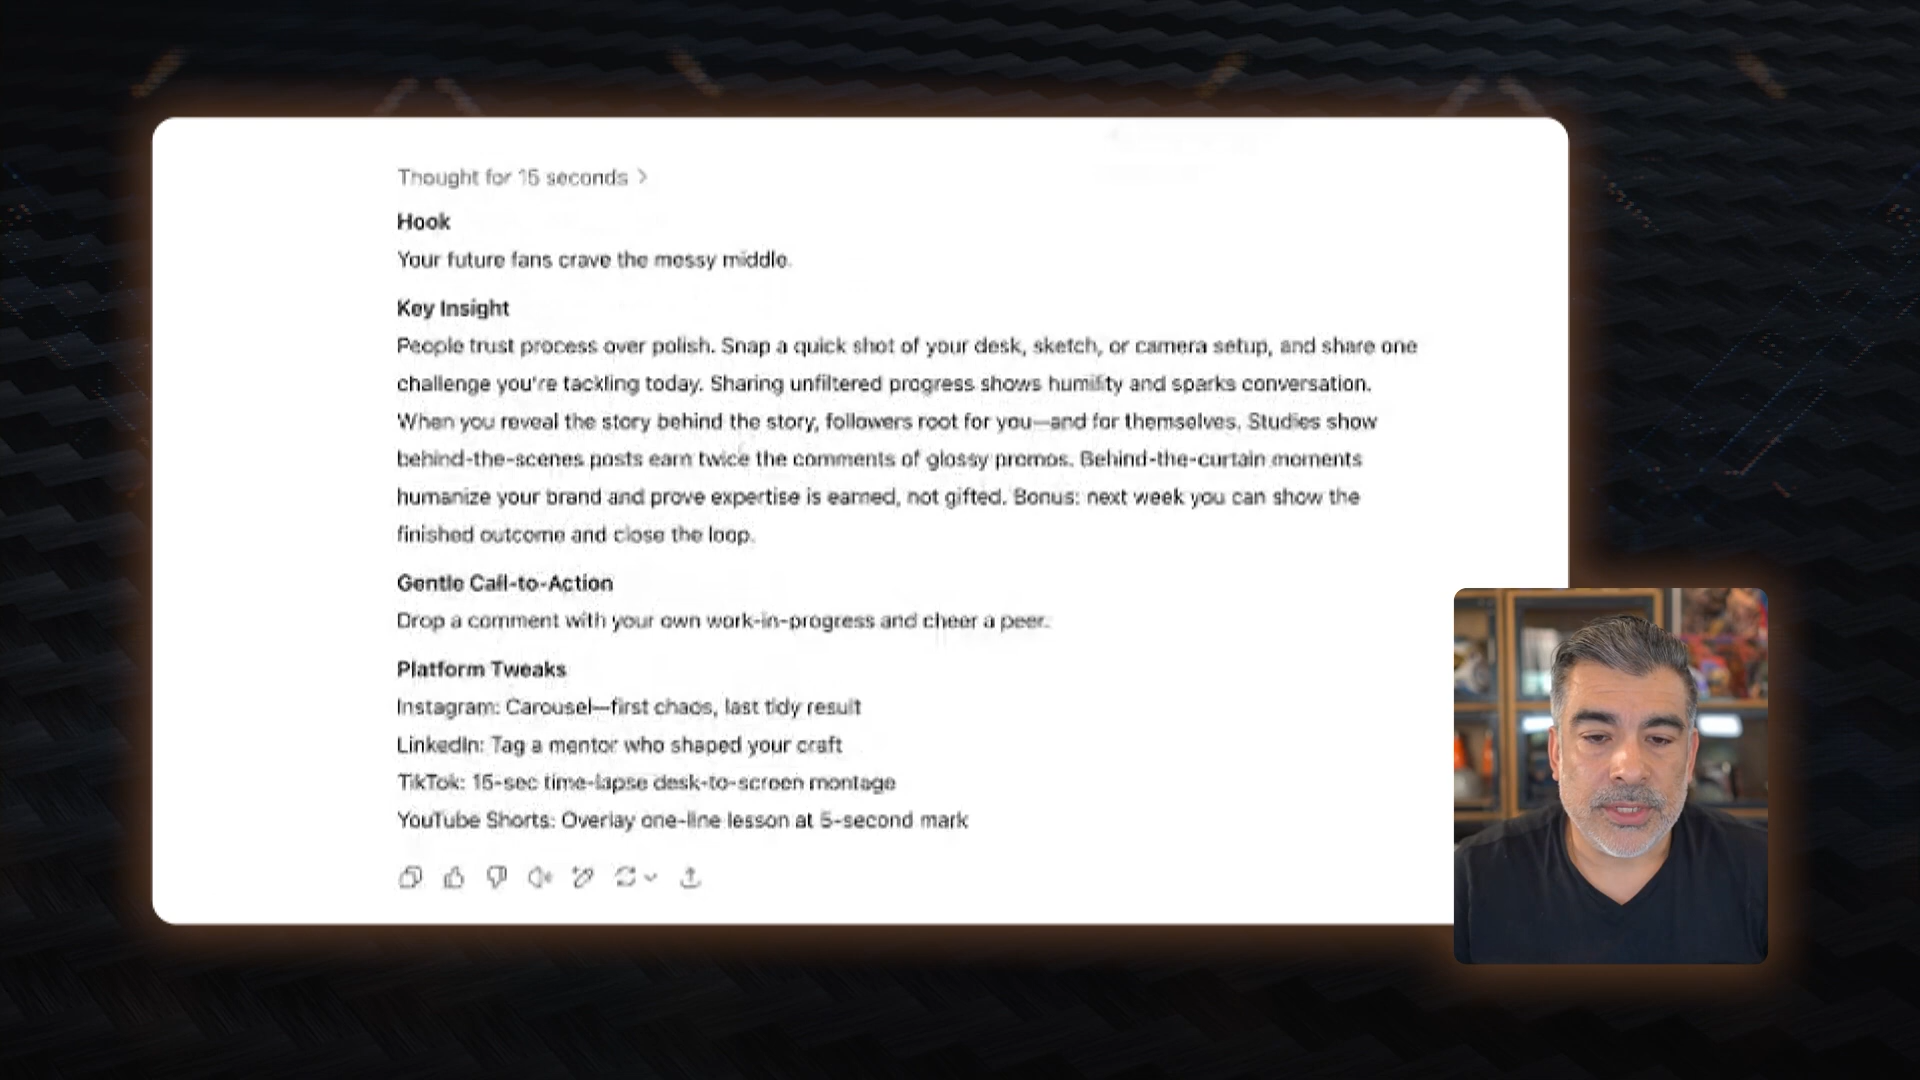 Thought for 15 seconds >
Hook
Your future fans crave the messy middle.
Key Insight
People trust process over polish. Snap a quick shot of your desk, sketch, or camera setup, and share one
challenge you're tackling today. Sharing unfiltered progress shows humility and sparks conversation.
When you reveal the story behind the story, followers root for you—and for themselves. Studies show
behind-the-scenes posts earn twice the comments of glossy promos. Behind-the-curtain moments
humanize your brand and prove expertise is earned, not gifted. Bonus: next week you can show the
finished outcome and close the loop.
Gentle Call-to-Action
Drop a comment with your own work-in-progress and cheer a peer.
Platform Tweaks
Instagram: Carousel—first chaos, last tidy result
LinkedIn: Tag a mentor who shaped your craft
TikTok: 15-sec time-lapse desk-to-screen montage
YouTube Shorts: Overlay one-line lesson at 5-second mark